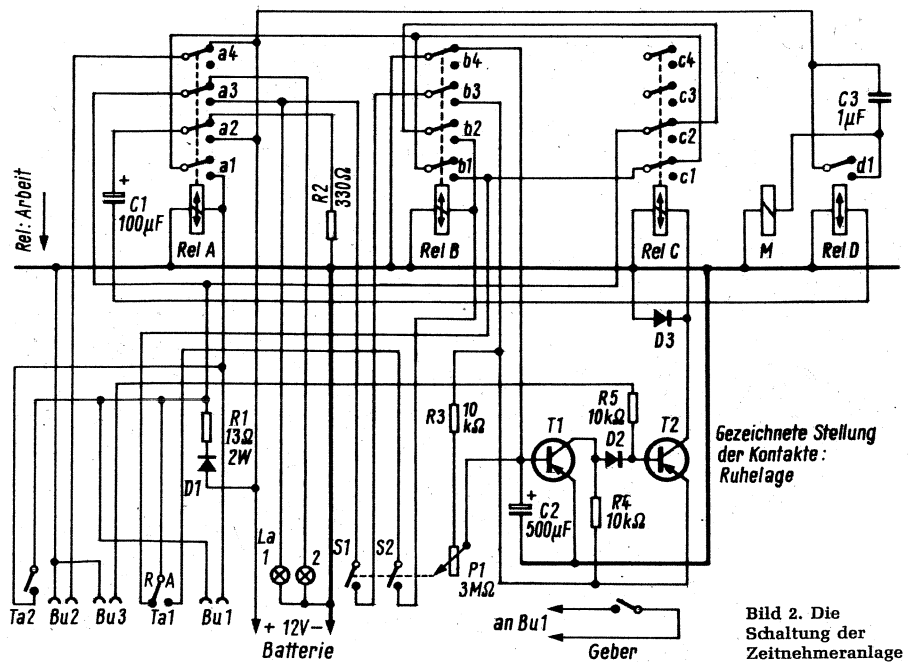 a4
a3
a2
a1
b4
b3
b2
b1
c4
c3
c2
c1
C3
1µF
d1
+
C1
100µF
R2
330Ω
Rel: Arbeit
Rel A
Rel B
Rel C
M
Rel D
D3
R1
13Ω
2W
D1
R3
10
kΩ
R5
10kΩ
T1
D2
T2
Gezeichnete Stellung
der Kontakte:
Ruhelage
+
C2
500µF
R4
10kΩ
La
1
2
S1
S2
P1
3MΩ
R
A
Ta2
Bu2
Bu3
Ta1
Bu1
+ 12V –
Batterie
an Bu1
Geber
Bild 2. Die
Schaltung der
Zeitnehmeranlage